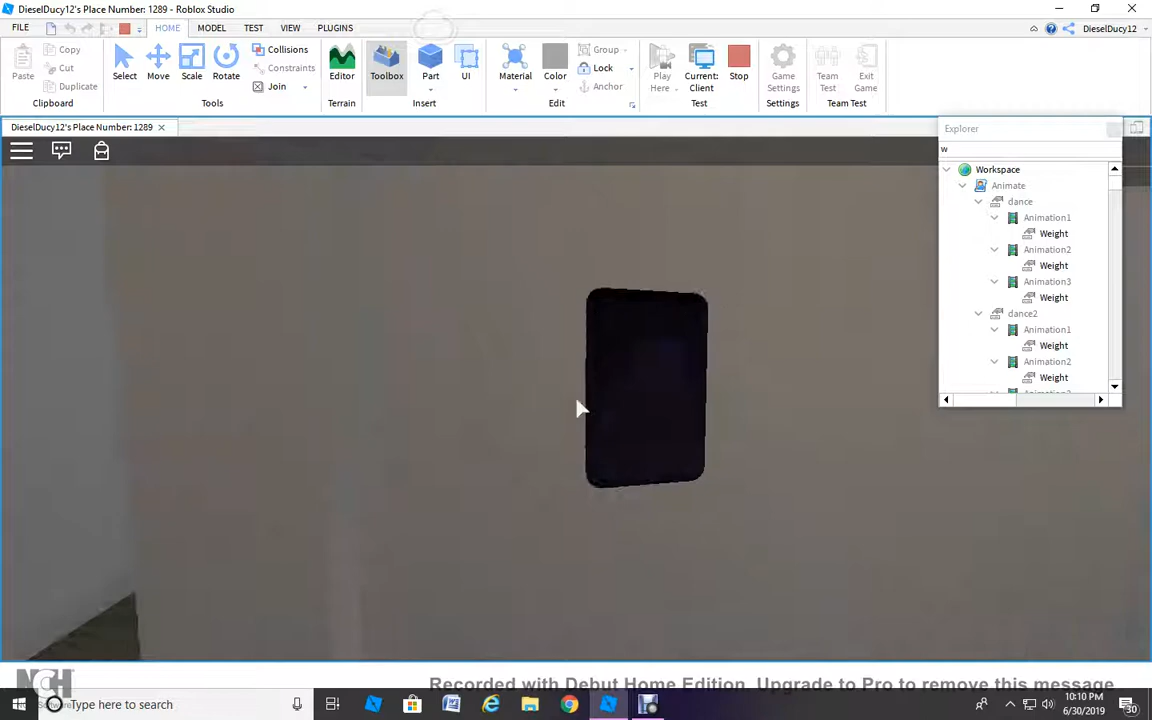 DieselDucy12's Place Number: 1289 - Roblox Studio
FILE HOME MODEL TEST VIEW PLUGINS DieselDucy12
Paste Copy Cut Duplicate Select Move Scale Rotate Collisions Constraints Join Editor Toolbox Part UI Material Color Group Lock Anchor Play Here Current: Client Stop Game Settings Team Test Exit Game
Clipboard Tools Terrain Insert Edit Test Settings Team Test
DieselDucy12's Place Number: 1289
Explorer
w
Workspace
Animate
dance
Animation1
Weight
Animation2
Weight
Animation3
Weight
dance2
Animation1
Weight
Animation2
Weight
NCH
Recorded with Debut Home Edition. Upgrade to Pro to remove this message
Type here to search
10:10 PM
6/30/2019
30